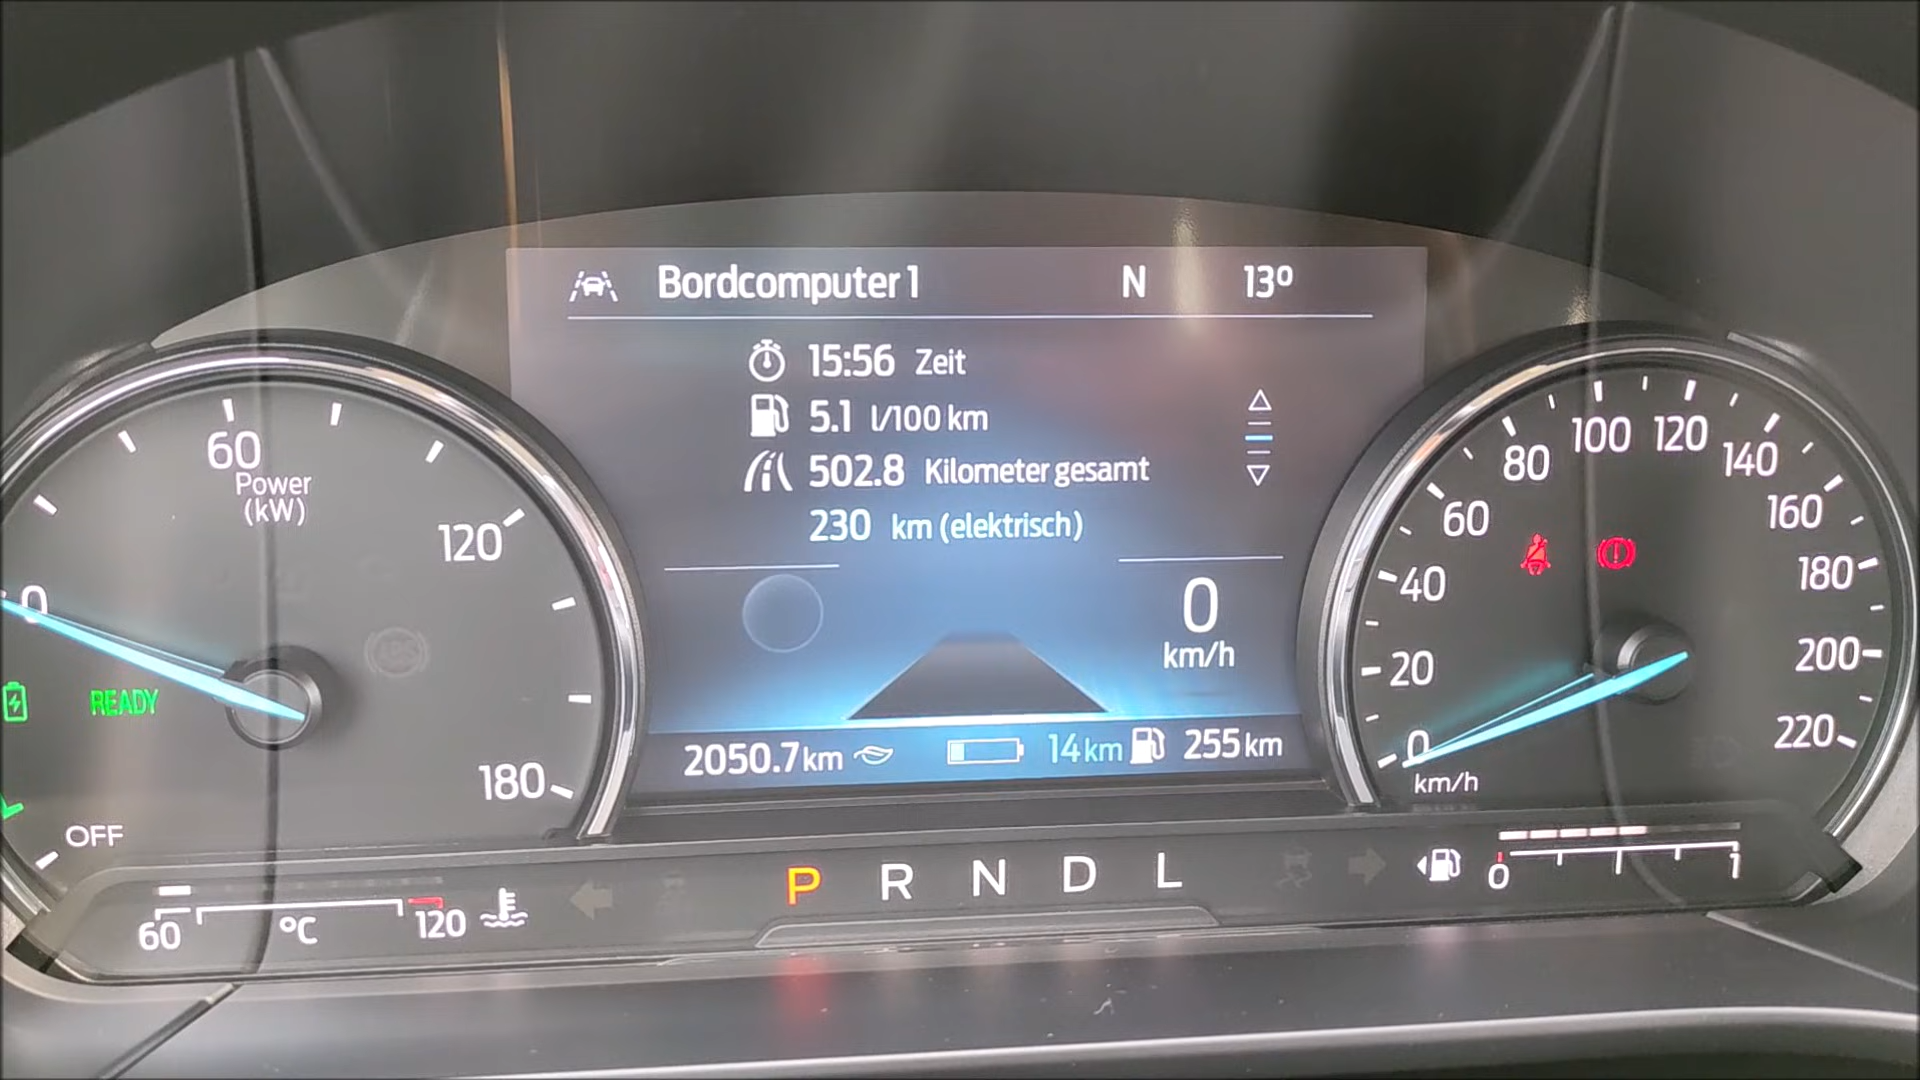 Bordcomputer 1 N 13°
15:56 Zeit
5.1 l/100 km
502.8 Kilometer gesamt
230 km (elektrisch)
0
km/h
2050.7 km 14 km 255 km
0
60
Power
(kW)
120
180
READY
OFF
0
20
40
60
80
100
120
140
160
180
200
220
km/h
60 °C 120
P R N D L
0 1